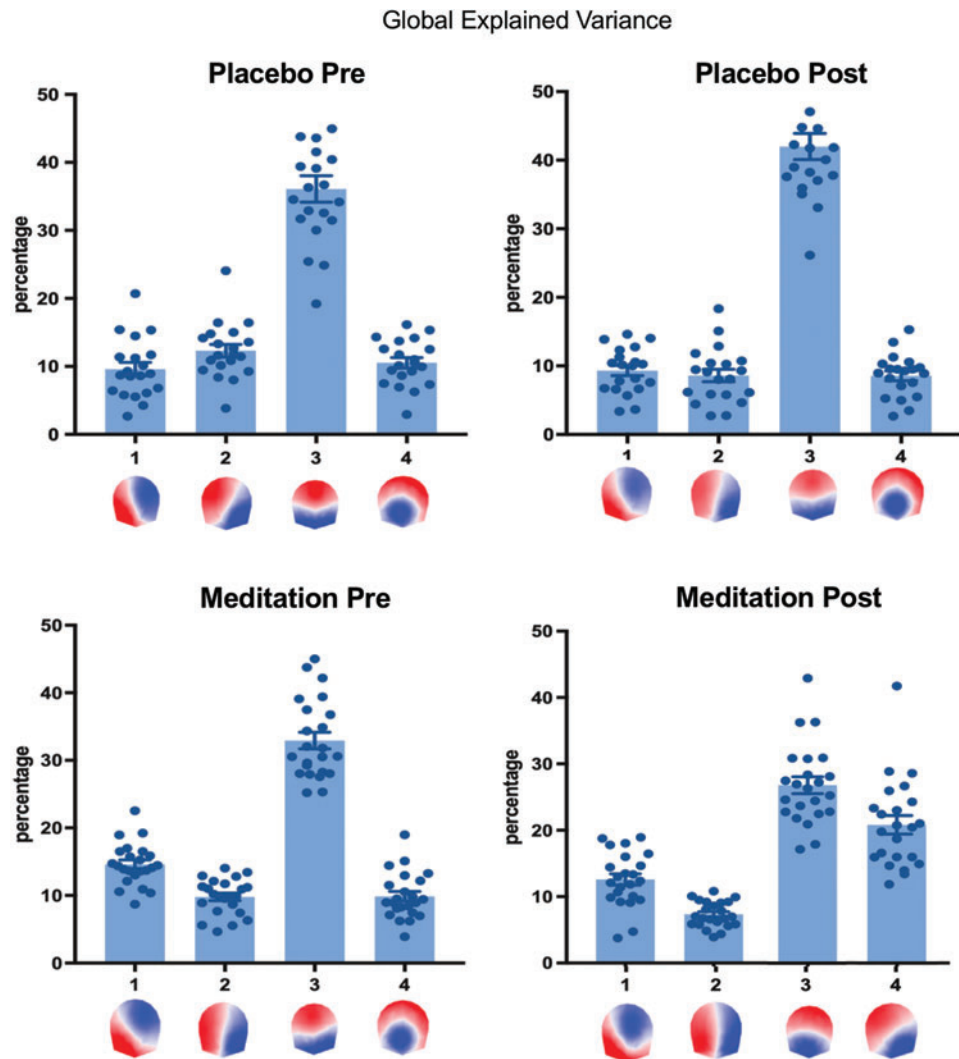 Global Explained Variance
Placebo Pre
Placebo Post
50
40
30
20
10
0
percentage
1 2 3 4
50
40
30
20
10
0
percentage
1 2 3 4
Meditation Pre
Meditation Post
50
40
30
20
10
0
percentage
1 2 3 4
50
40
30
20
10
0
percentage
1 2 3 4